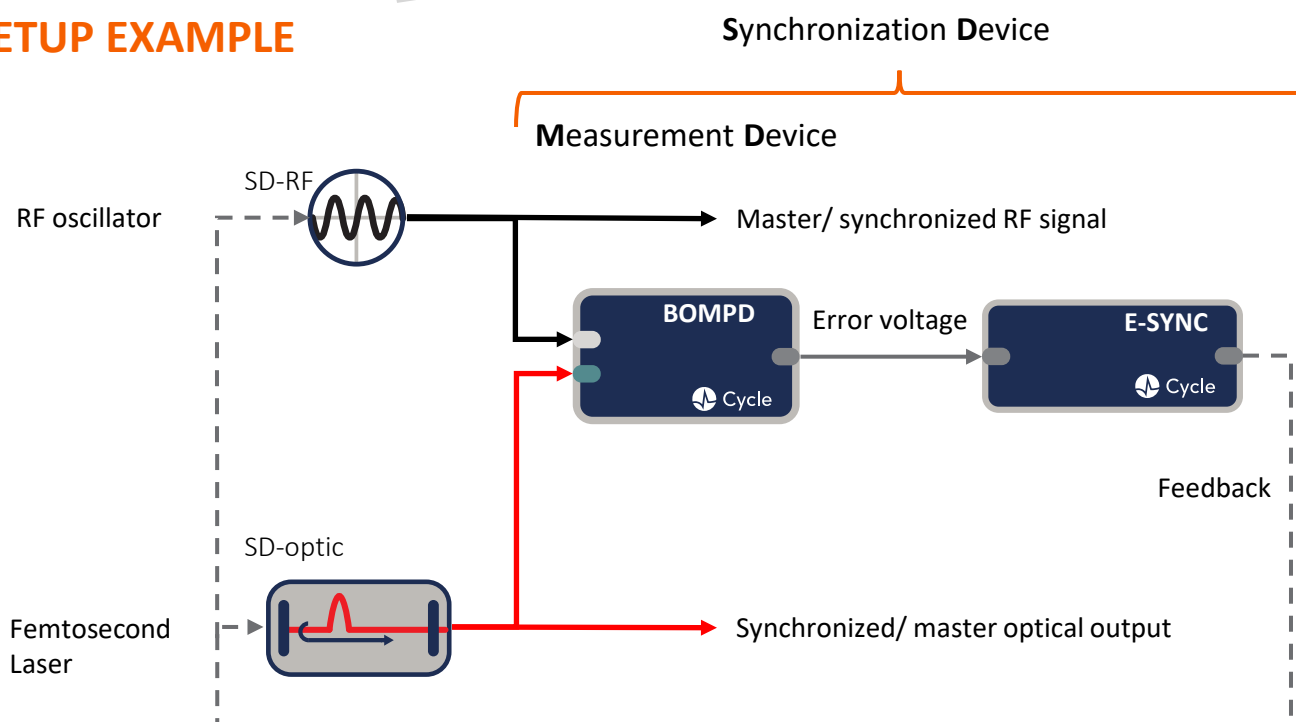 ETUP EXAMPLE
Synchronization Device
Measurement Device
SD-RF
RF oscillator
Master/ synchronized RF signal
BOMPD
Error voltage
E-SYNC
Cycle
Cycle
Feedback
SD-optic
Femtosecond
Laser
Synchronized/ master optical output